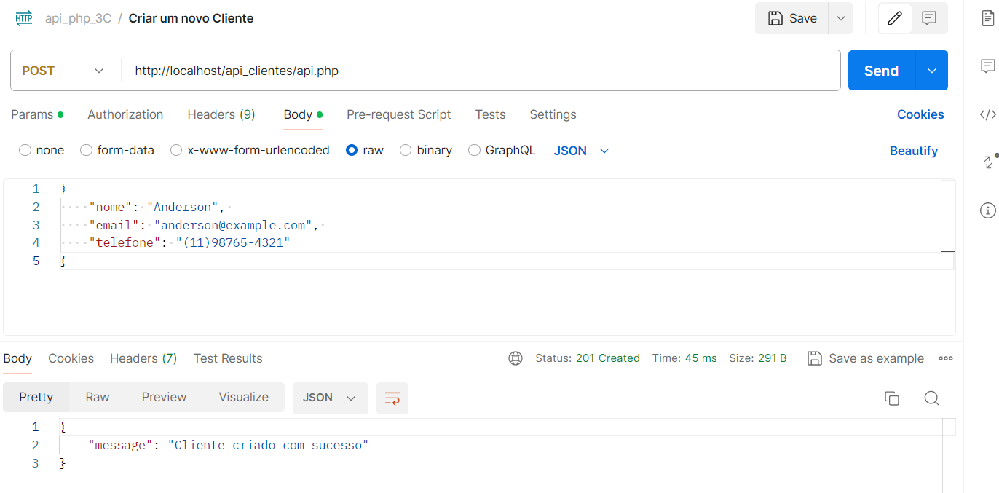 HTTP api_php_3C / Criar um novo Cliente Save
POST http://localhost/api_clientes/api.php Send
Params Authorization Headers (9) Body Pre-request Script Tests Settings Cookies
none form-data x-www-form-urlencoded raw binary GraphQL JSON Beautify
1 {
2 "nome": "Anderson",
3 "email": "anderson@example.com",
4 "telefone": "(11)98765-4321"
5 }
Body Cookies Headers (7) Test Results Status: 201 Created Time: 45 ms Size: 291 B Save as example
Pretty Raw Preview Visualize JSON
1 {
2 "message": "Cliente criado com sucesso"
3 }